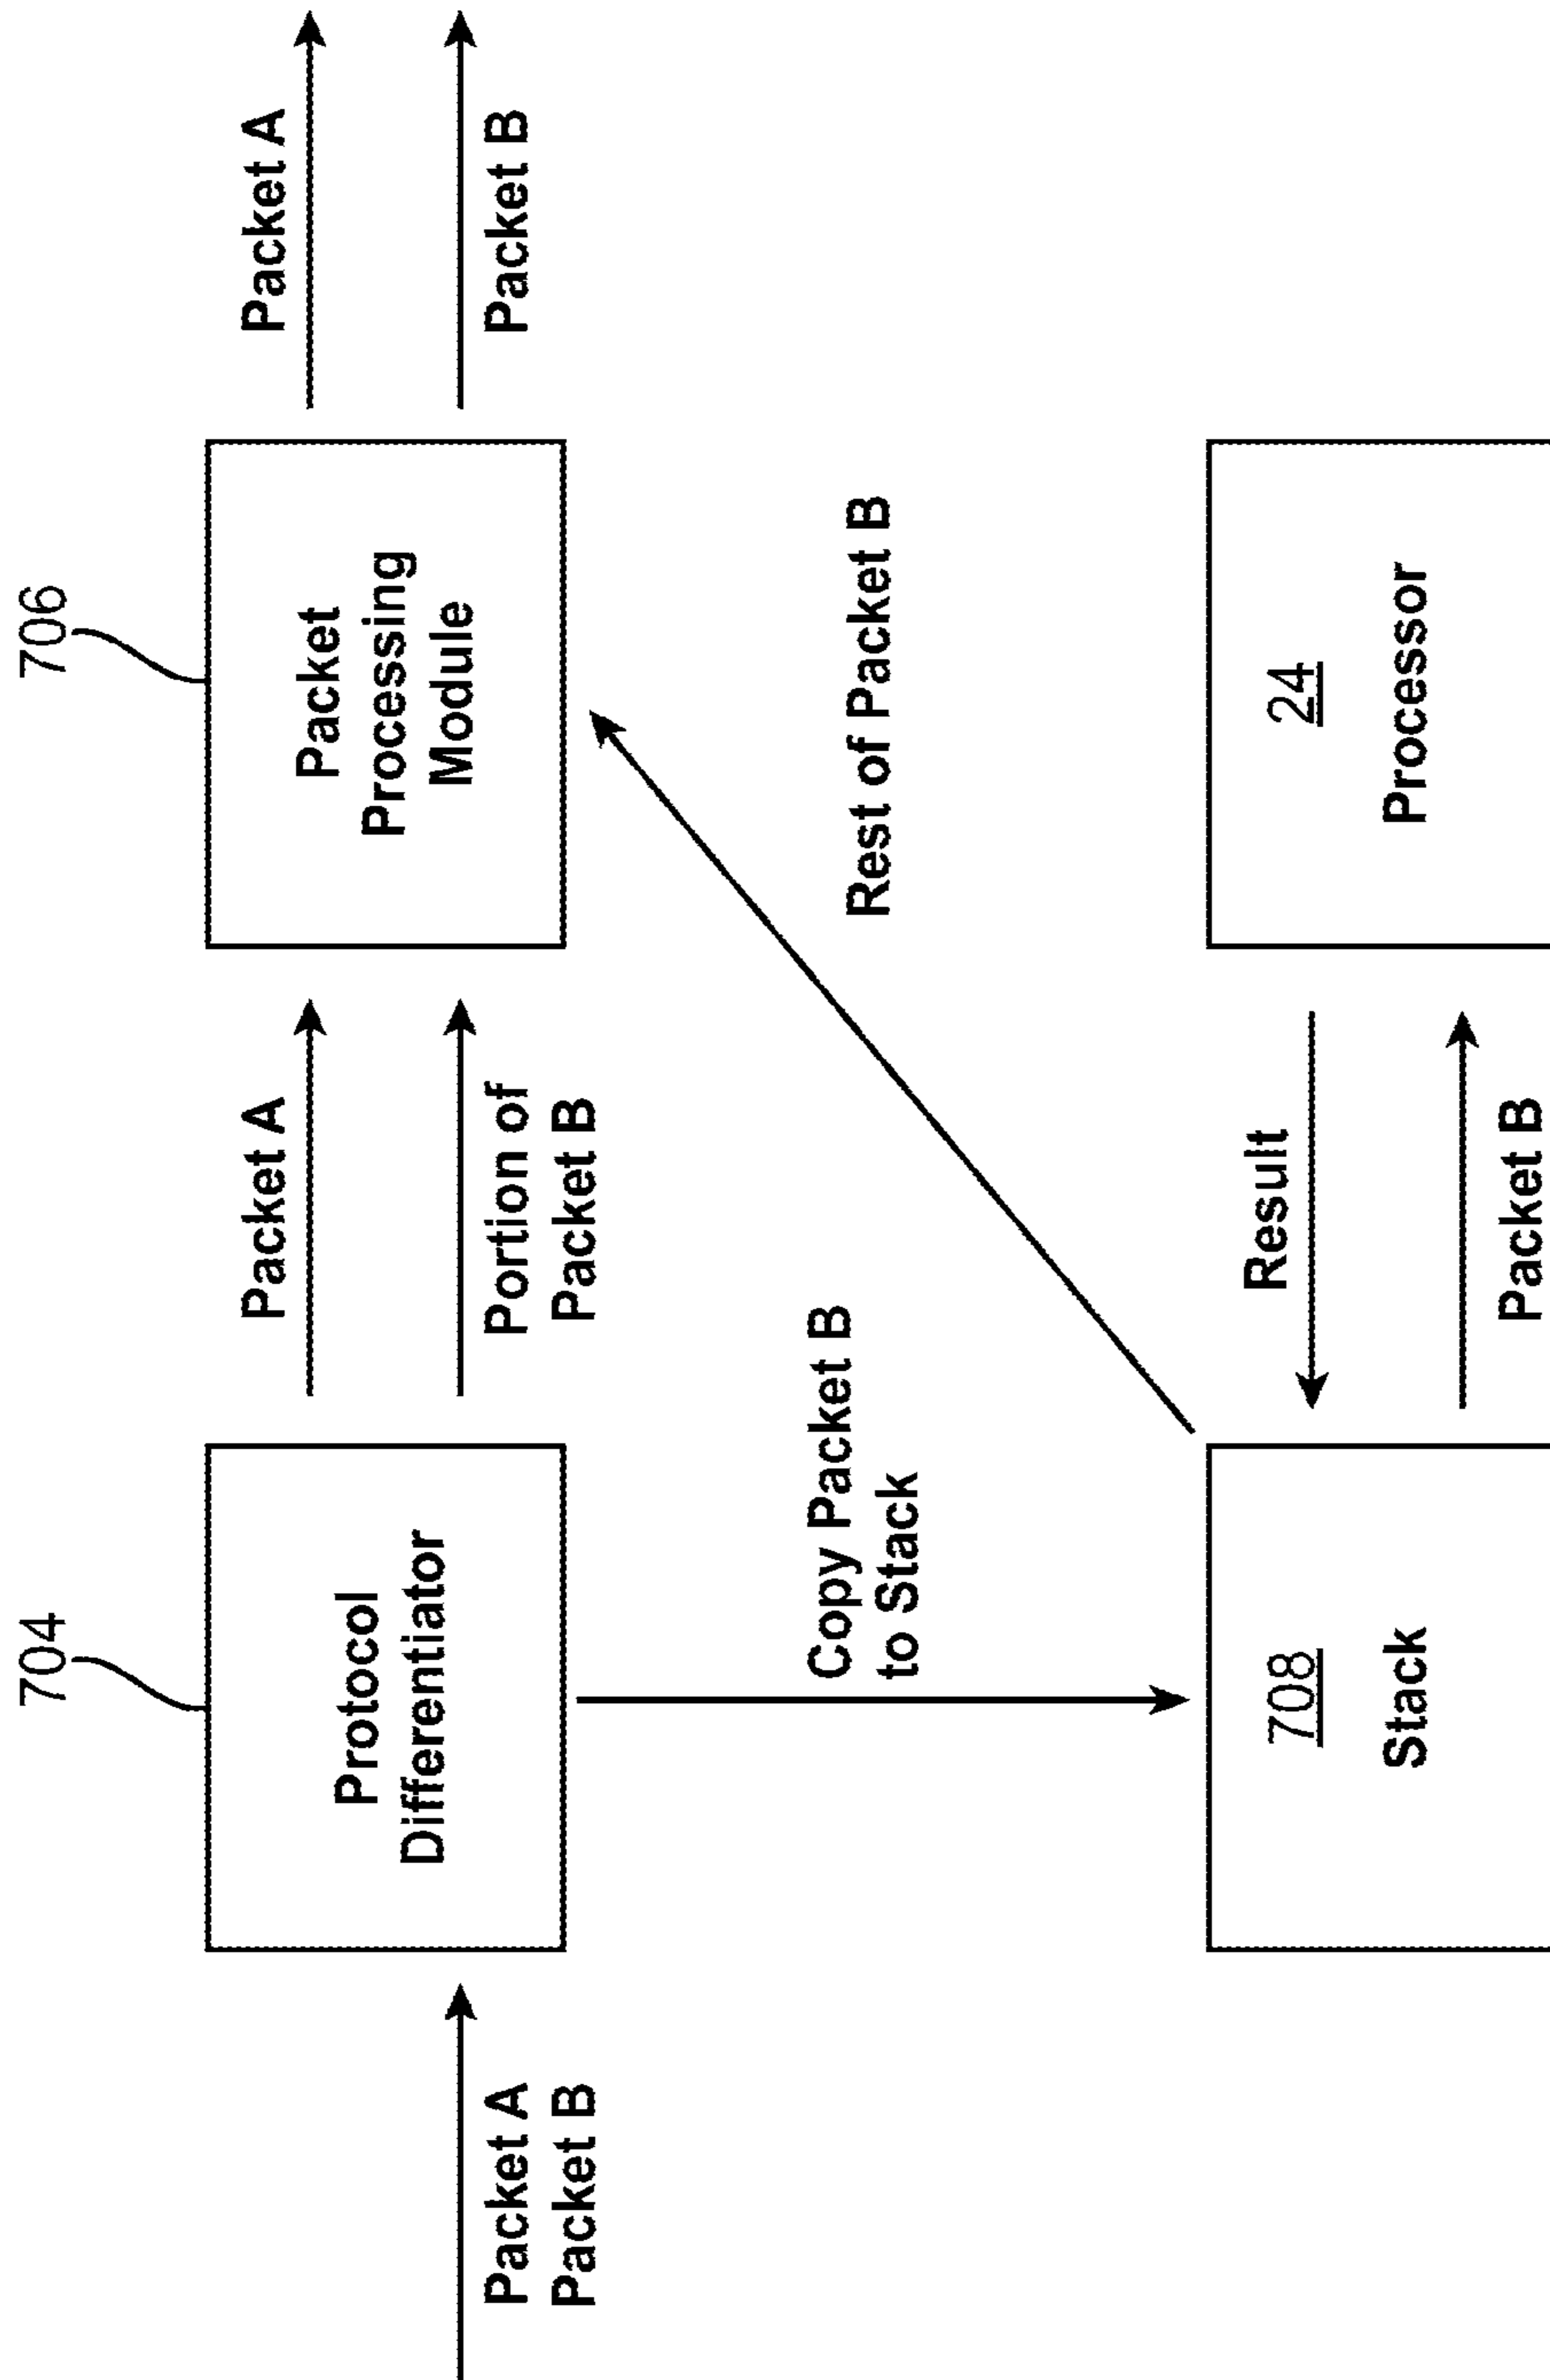 704
706
Protocol
Differentiator
Packet
Processing
Module
Packet A
Packet B
Packet A
Portion of
Packet B
Packet A
Packet B
Copy Packet B
to Stack
Rest of Packet B
708
Stack
24
Processor
Result
Packet B